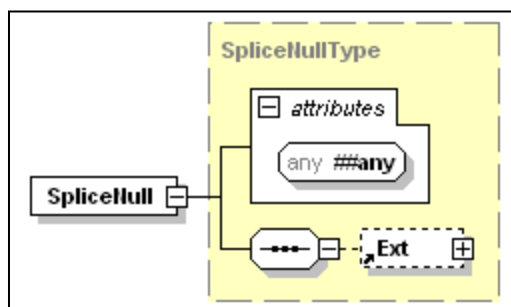 SpliceNullType
attributes
any ##any
SpliceNull
Ext